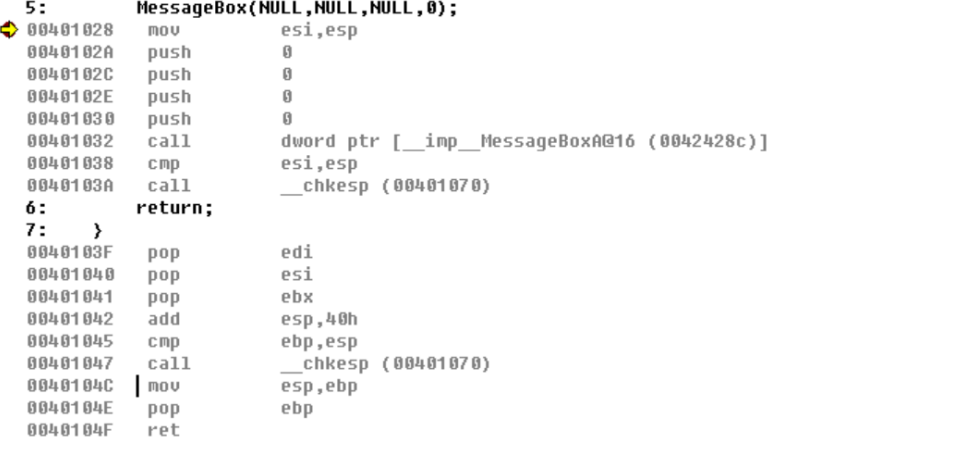 5: MessageBox(NULL,NULL,NULL,0);
00401028 mov esi,esp
0040102A push 0
0040102C push 0
0040102E push 0
00401030 push 0
00401032 call dword ptr [__imp__MessageBoxA@16 (0042428c)]
00401038 cmp esi,esp
0040103A call __chkesp (00401070)
6: return;
7: }
0040103F pop edi
00401040 pop esi
00401041 pop ebx
00401042 add esp,40h
00401045 cmp ebp,esp
00401047 call __chkesp (00401070)
0040104C mov esp,ebp
0040104E pop ebp
0040104F ret